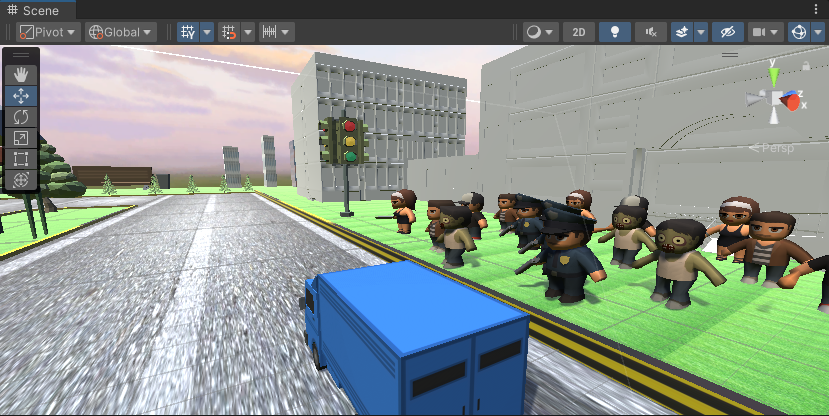 Scene
Pivot
Global
2D
y
z
x
Persp